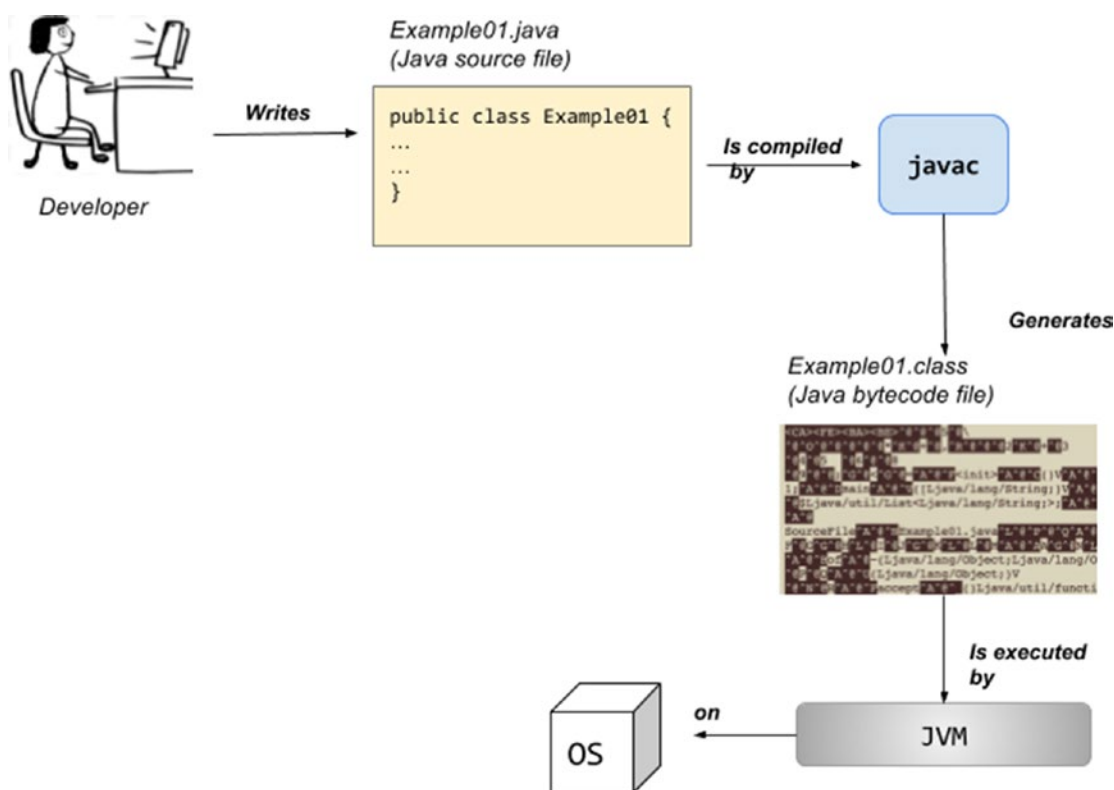 Example01.java
(Java source file)
Writes
public class Example01 {
...
...
}
Is compiled
by
javac
Developer
Generates
Example01.class
(Java bytecode file)
<init>
()V
main
([Ljava/lang/String;)V
Ljava/util/List<Ljava/lang/String;>;
SourceFile
Example01.java
(Ljava/lang/Object;Ljava/lang/O
(Ljava/lang/Object;)V
accept
()Ljava/util/functi
Is executed
by
JVM
on
OS